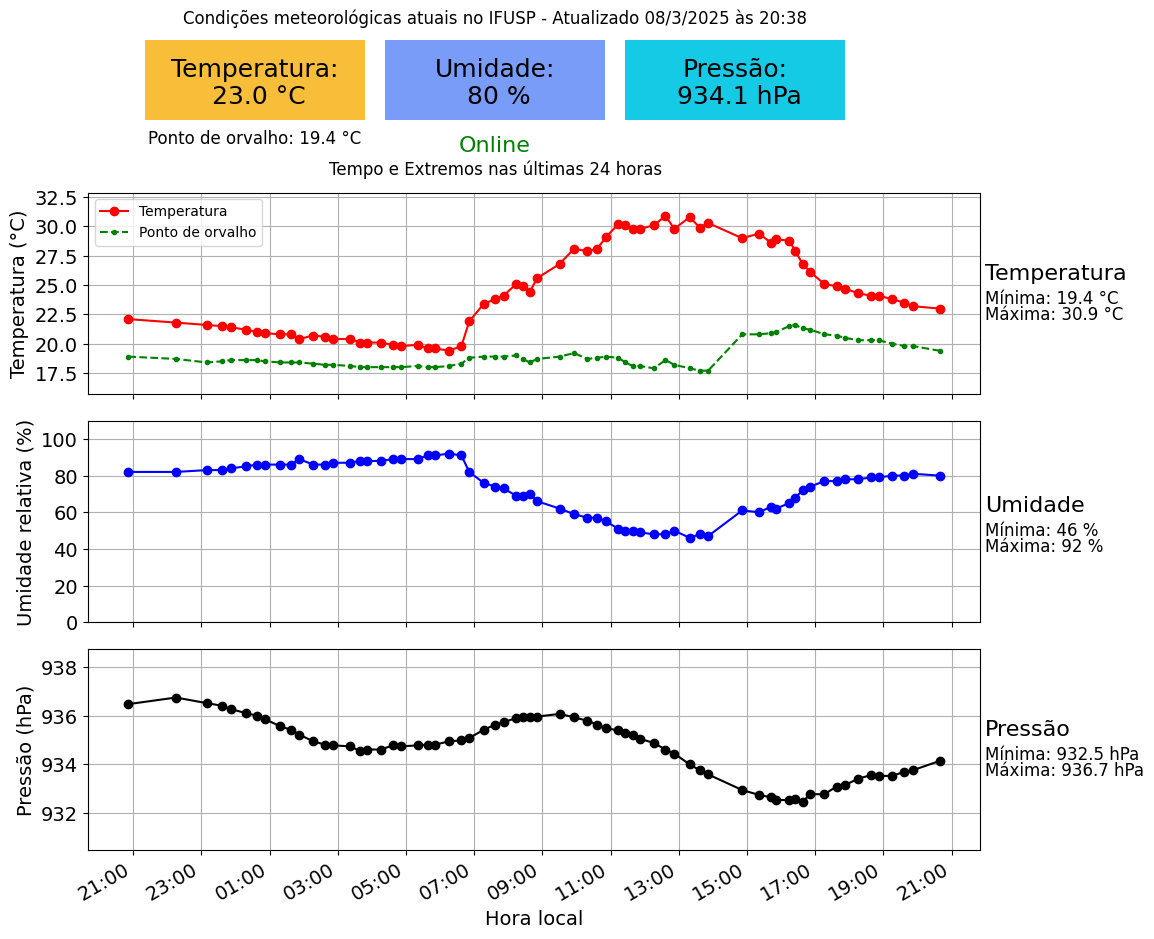 Condições meteorológicas atuais no IFUSP - Atualizado 08/3/2025 às 20:38
Temperatura:
23.0 °C
Umidade:
80 %
Pressão:
934.1 hPa
Ponto de orvalho: 19.4 °C
Online
Tempo e Extremos nas últimas 24 horas
Temperatura (°C)
32.5
30.0
27.5
25.0
22.5
20.0
17.5
Temperatura
Ponto de orvalho
Temperatura
Mínima: 19.4 °C
Máxima: 30.9 °C
Umidade relativa (%)
100
80
60
40
20
0
Umidade
Mínima: 46 %
Máxima: 92 %
Pressão (hPa)
938
936
934
932
Pressão
Mínima: 932.5 hPa
Máxima: 936.7 hPa
21:00 23:00 01:00 03:00 05:00 07:00 09:00 11:00 13:00 15:00 17:00 19:00 21:00
Hora local